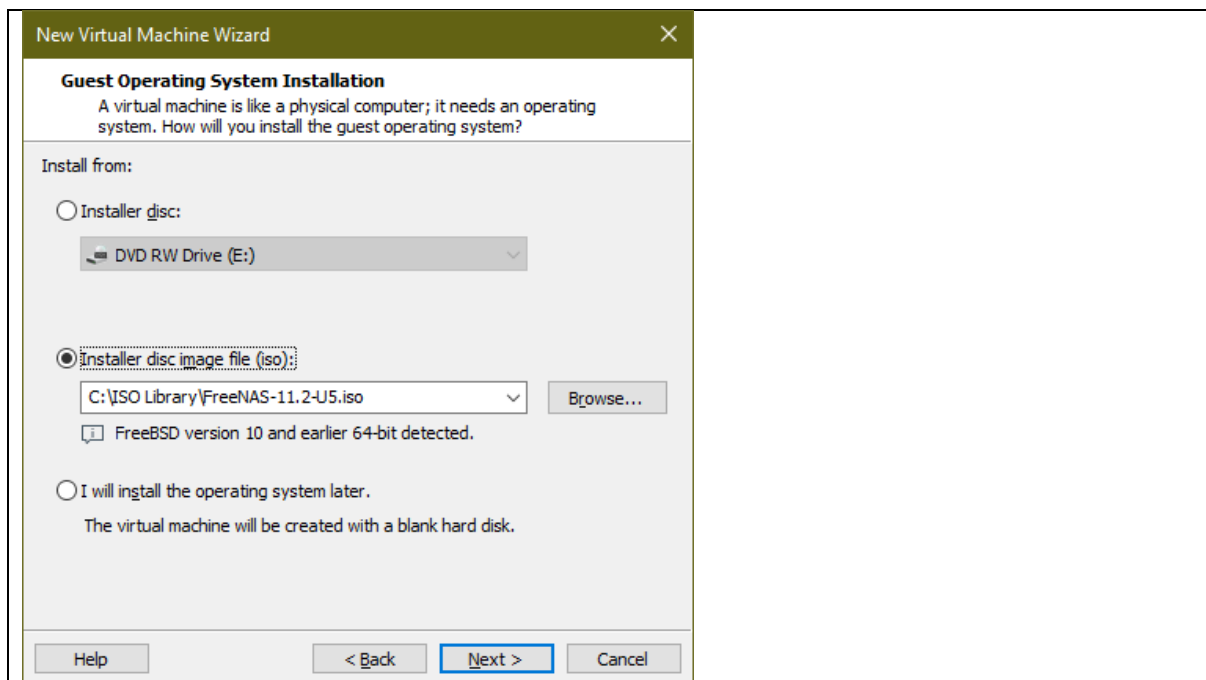 New Virtual Machine Wizard
Guest Operating System Installation
A virtual machine is like a physical computer; it needs an operating
system. How will you install the guest operating system?
Install from:
Installer disc:
DVD RW Drive (E:)
Installer disc image file (iso):
C:\ISO Library\FreeNAS-11.2-U5.iso
Browse...
FreeBSD version 10 and earlier 64-bit detected.
I will install the operating system later.
The virtual machine will be created with a blank hard disk.
Help
< Back
Next >
Cancel